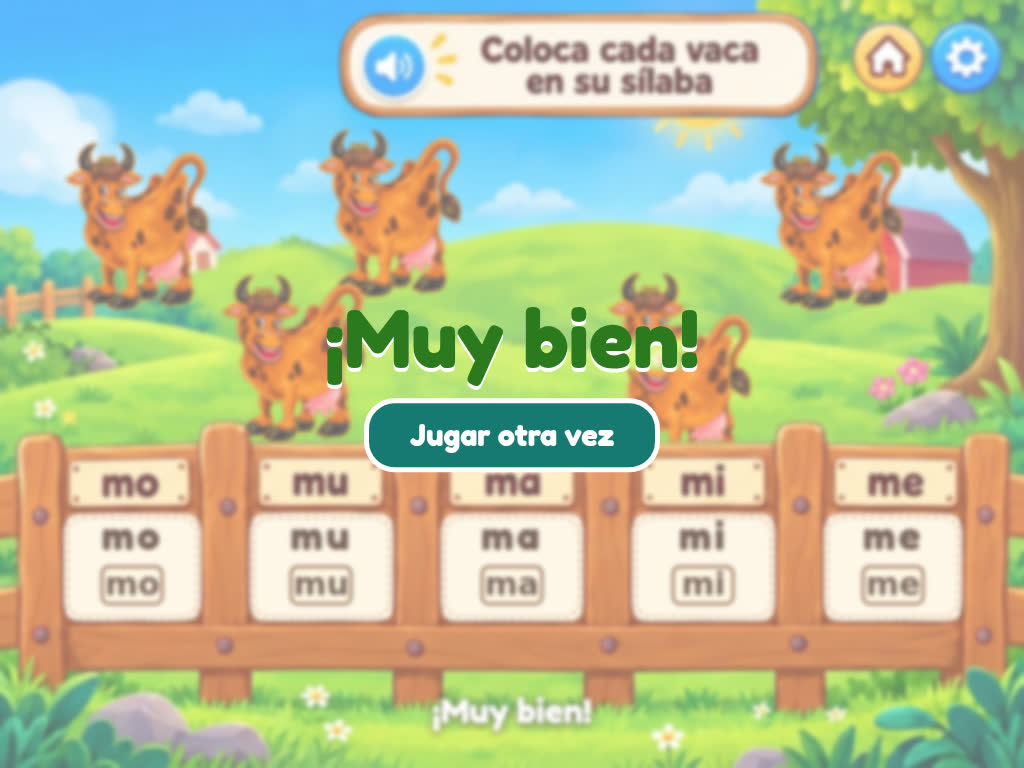 Coloca cada vaca
en su sílaba
¡Muy bien!
Jugar otra vez
mo mu ma mi me
mo mu ma mi me
mo mu ma mi me
¡Muy bien!